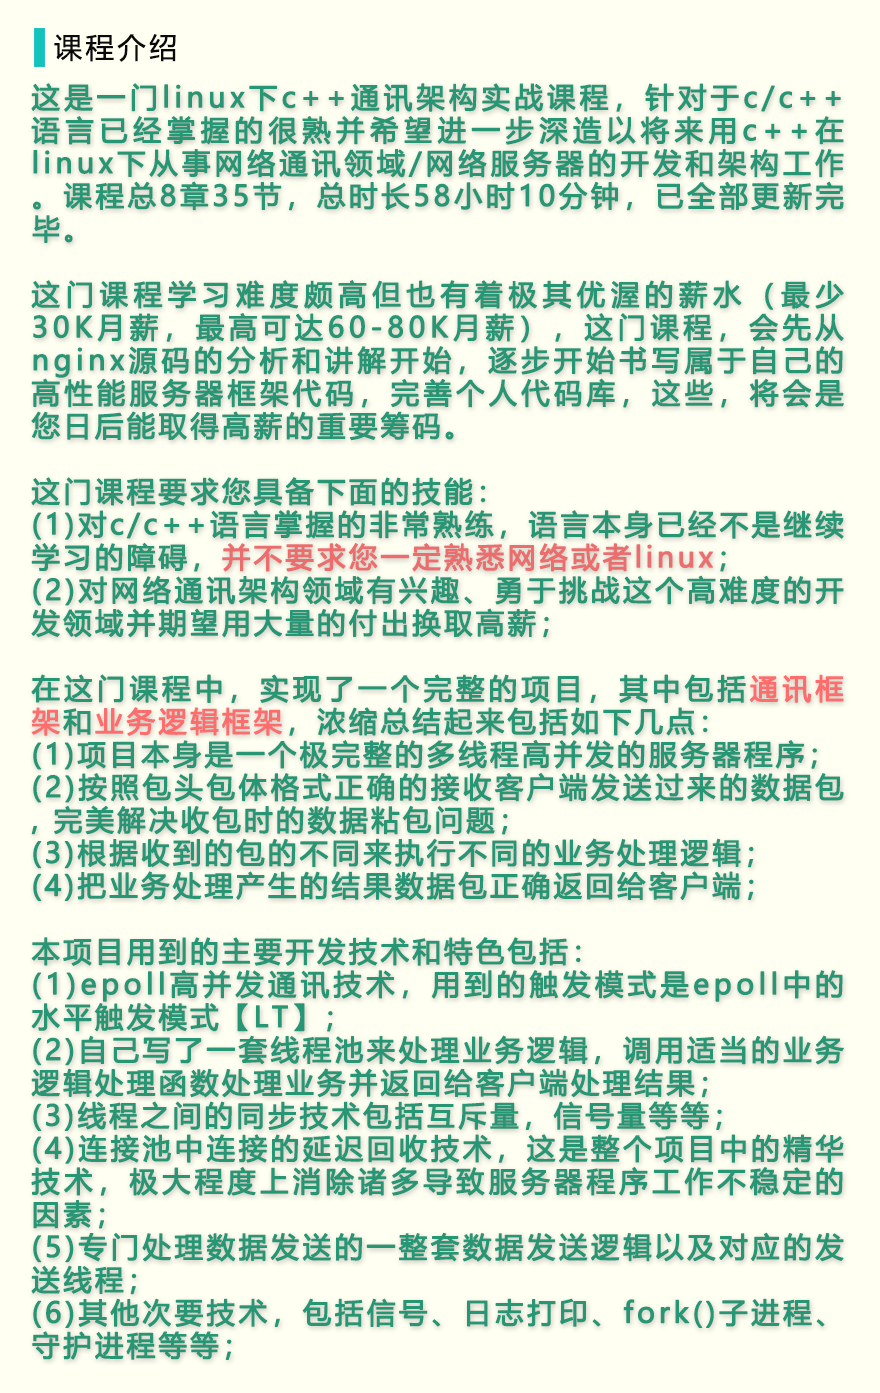 课程介绍
这是一门linux下c++通讯架构实战课程，针对于c/c++
语言已经掌握的很熟并希望进一步深造以将来用c++在
linux下从事网络通讯领域/网络服务器的开发和架构工作
。课程总8章35节，总时长58小时10分钟，已全部更新完
毕。
这门课程学习难度颇高但也有着极其优渥的薪水（最少
30K月薪，最高可达60-80K月薪），这门课程，会先从
nginx源码的分析和讲解开始，逐步开始书写属于自己的
高性能服务器框架代码，完善个人代码库，这些，将会是
您日后能取得高薪的重要筹码。
这门课程要求您具备下面的技能：
(1)对c/c++语言掌握的非常熟练，语言本身已经不是继续
学习的障碍，并不要求您一定熟悉网络或者linux；
(2)对网络通讯架构领域有兴趣、勇于挑战这个高难度的开
发领域并期望用大量的付出换取高薪；
在这门课程中，实现了一个完整的项目，其中包括通讯框
架和业务逻辑框架，浓缩总结起来包括如下几点：
(1)项目本身是一个极完整的多线程高并发的服务器程序；
(2)按照包头包体格式正确的接收客户端发送过来的数据包
，完美解决收包时的数据粘包问题；
(3)根据收到的包的不同来执行不同的业务处理逻辑；
(4)把业务处理产生的结果数据包正确返回给客户端；
本项目用到的主要开发技术和特色包括：
(1)epoll高并发通讯技术，用到的触发模式是epoll中的
水平触发模式【LT】；
(2)自己写了一套线程池来处理业务逻辑，调用适当的业务
逻辑处理函数处理业务并返回给客户端处理结果；
(3)线程之间的同步技术包括互斥量，信号量等等；
(4)连接池中连接的延迟回收技术，这是整个项目中的精华
技术，极大程度上消除诸多导致服务器程序工作不稳定的
因素；
(5)专门处理数据发送的一整套数据发送逻辑以及对应的发
送线程；
(6)其他次要技术，包括信号、日志打印、fork()子进程、
守护进程等等；